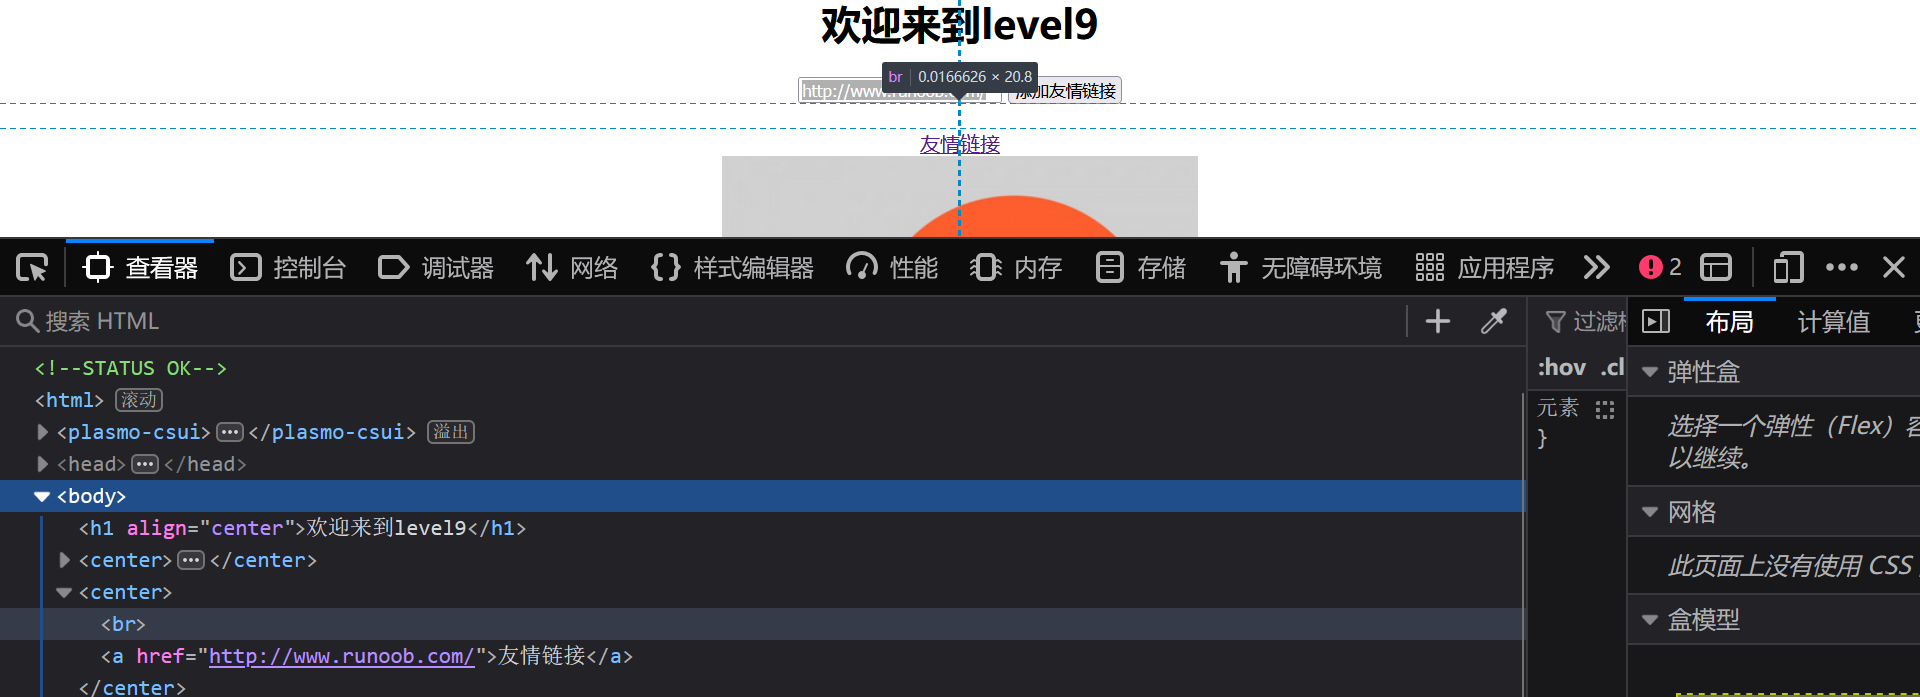 欢迎来到level9
br 0.0166626 × 20.8
http://www.runoob.com/ 添加友情链接
友情链接
查看器 控制台 调试器 网络 样式编辑器 性能 内存 存储 无障碍环境 应用程序 2
搜索 HTML
过滤
布局 计算值
:hov .cl
弹性盒
<!--STATUS OK-->
<html> 滚动
元素
}
选择一个弹性（Flex）
以继续。
<plasmo-csui> </plasmo-csui> 溢出
<head> </head>
<body>
网格
<h1 align="center">欢迎来到level9</h1>
<center> </center>
此页面上没有使用 CSS
<center>
<br>
盒模型
<a href="http://www.runoob.com/">友情链接</a>
</center>